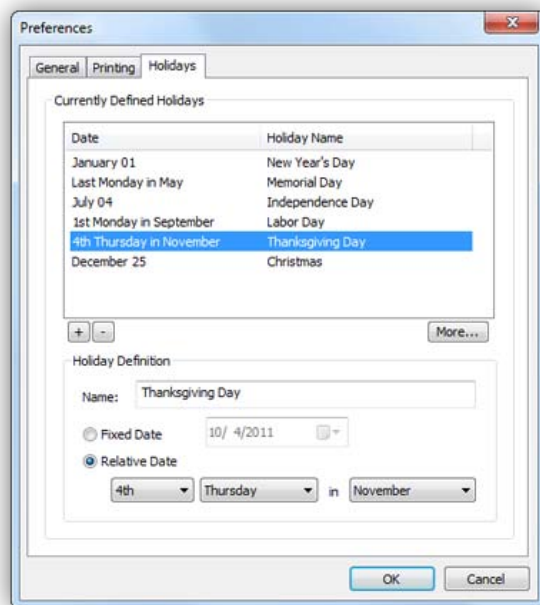 Preferences
General Printing Holidays
Currently Defined Holidays
Date Holiday Name
January 01 New Year's Day
Last Monday in May Memorial Day
July 04 Independence Day
1st Monday in September Labor Day
4th Thursday in November Thanksgiving Day
December 25 Christmas
+ - More...
Holiday Definition
Name: Thanksgiving Day
Fixed Date 10/ 4/2011
Relative Date
4th Thursday in November
OK Cancel